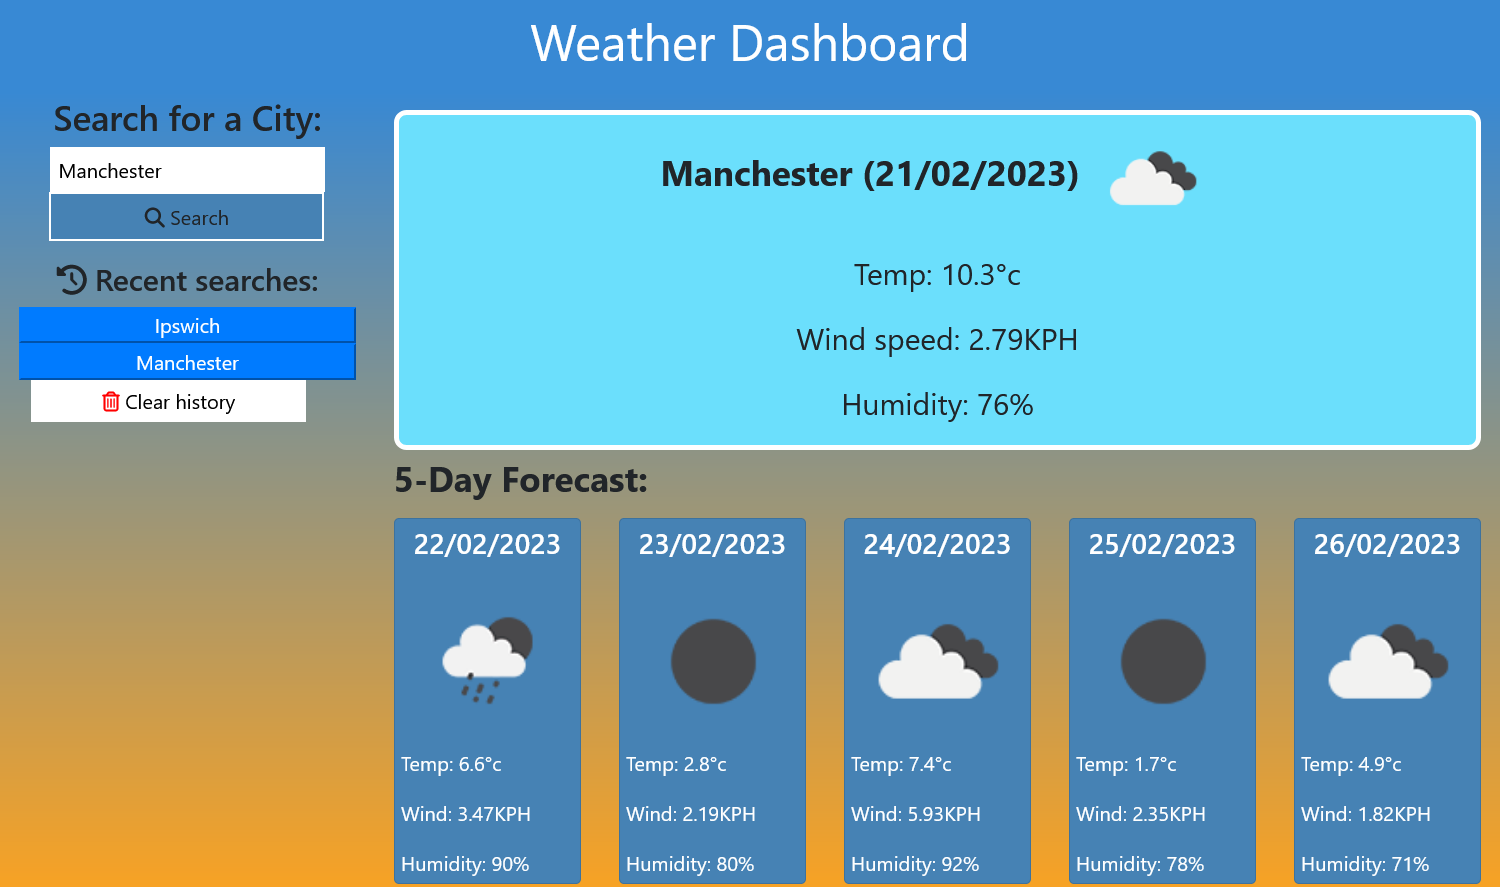 Weather Dashboard
Search for a City:
Manchester
Search
Recent searches:
Ipswich
Manchester
Clear history
Manchester (21/02/2023)
Temp: 10.3°c
Wind speed: 2.79KPH
Humidity: 76%
5-Day Forecast:
22/02/2023
Temp: 6.6°c
Wind: 3.47KPH
Humidity: 90%
23/02/2023
Temp: 2.8°c
Wind: 2.19KPH
Humidity: 80%
24/02/2023
Temp: 7.4°c
Wind: 5.93KPH
Humidity: 92%
25/02/2023
Temp: 1.7°c
Wind: 2.35KPH
Humidity: 78%
26/02/2023
Temp: 4.9°c
Wind: 1.82KPH
Humidity: 71%